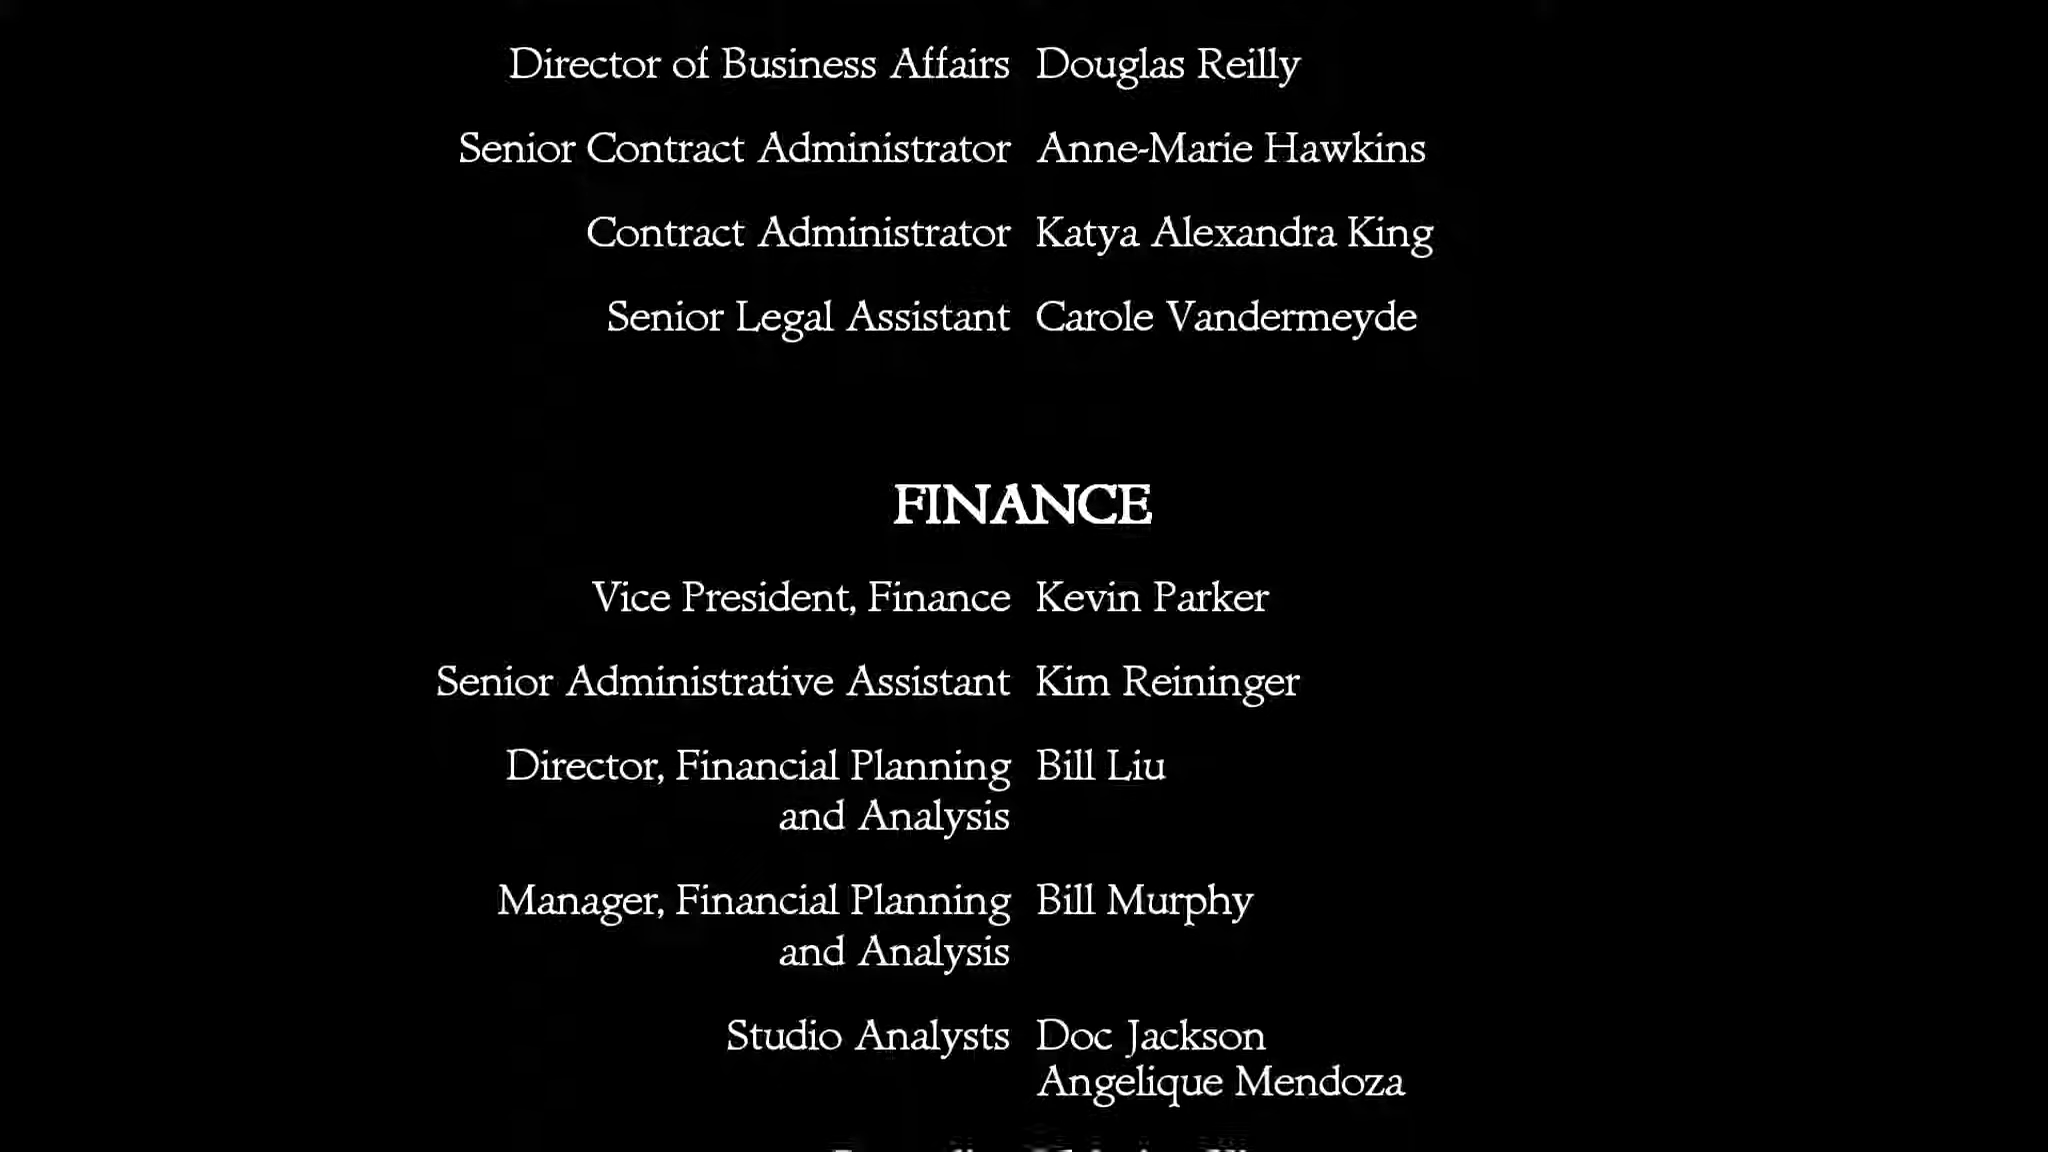 Director of Business Affairs Douglas Reilly
Senior Contract Administrator Anne-Marie Hawkins
Contract Administrator Katya Alexandra King
Senior Legal Assistant Carole Vandermeyde
FINANCE
Vice President, Finance Kevin Parker
Senior Administrative Assistant Kim Reininger
Director, Financial Planning Bill Liu
and Analysis
Manager, Financial Planning Bill Murphy
and Analysis
Studio Analysts Doc Jackson
Angelique Mendoza